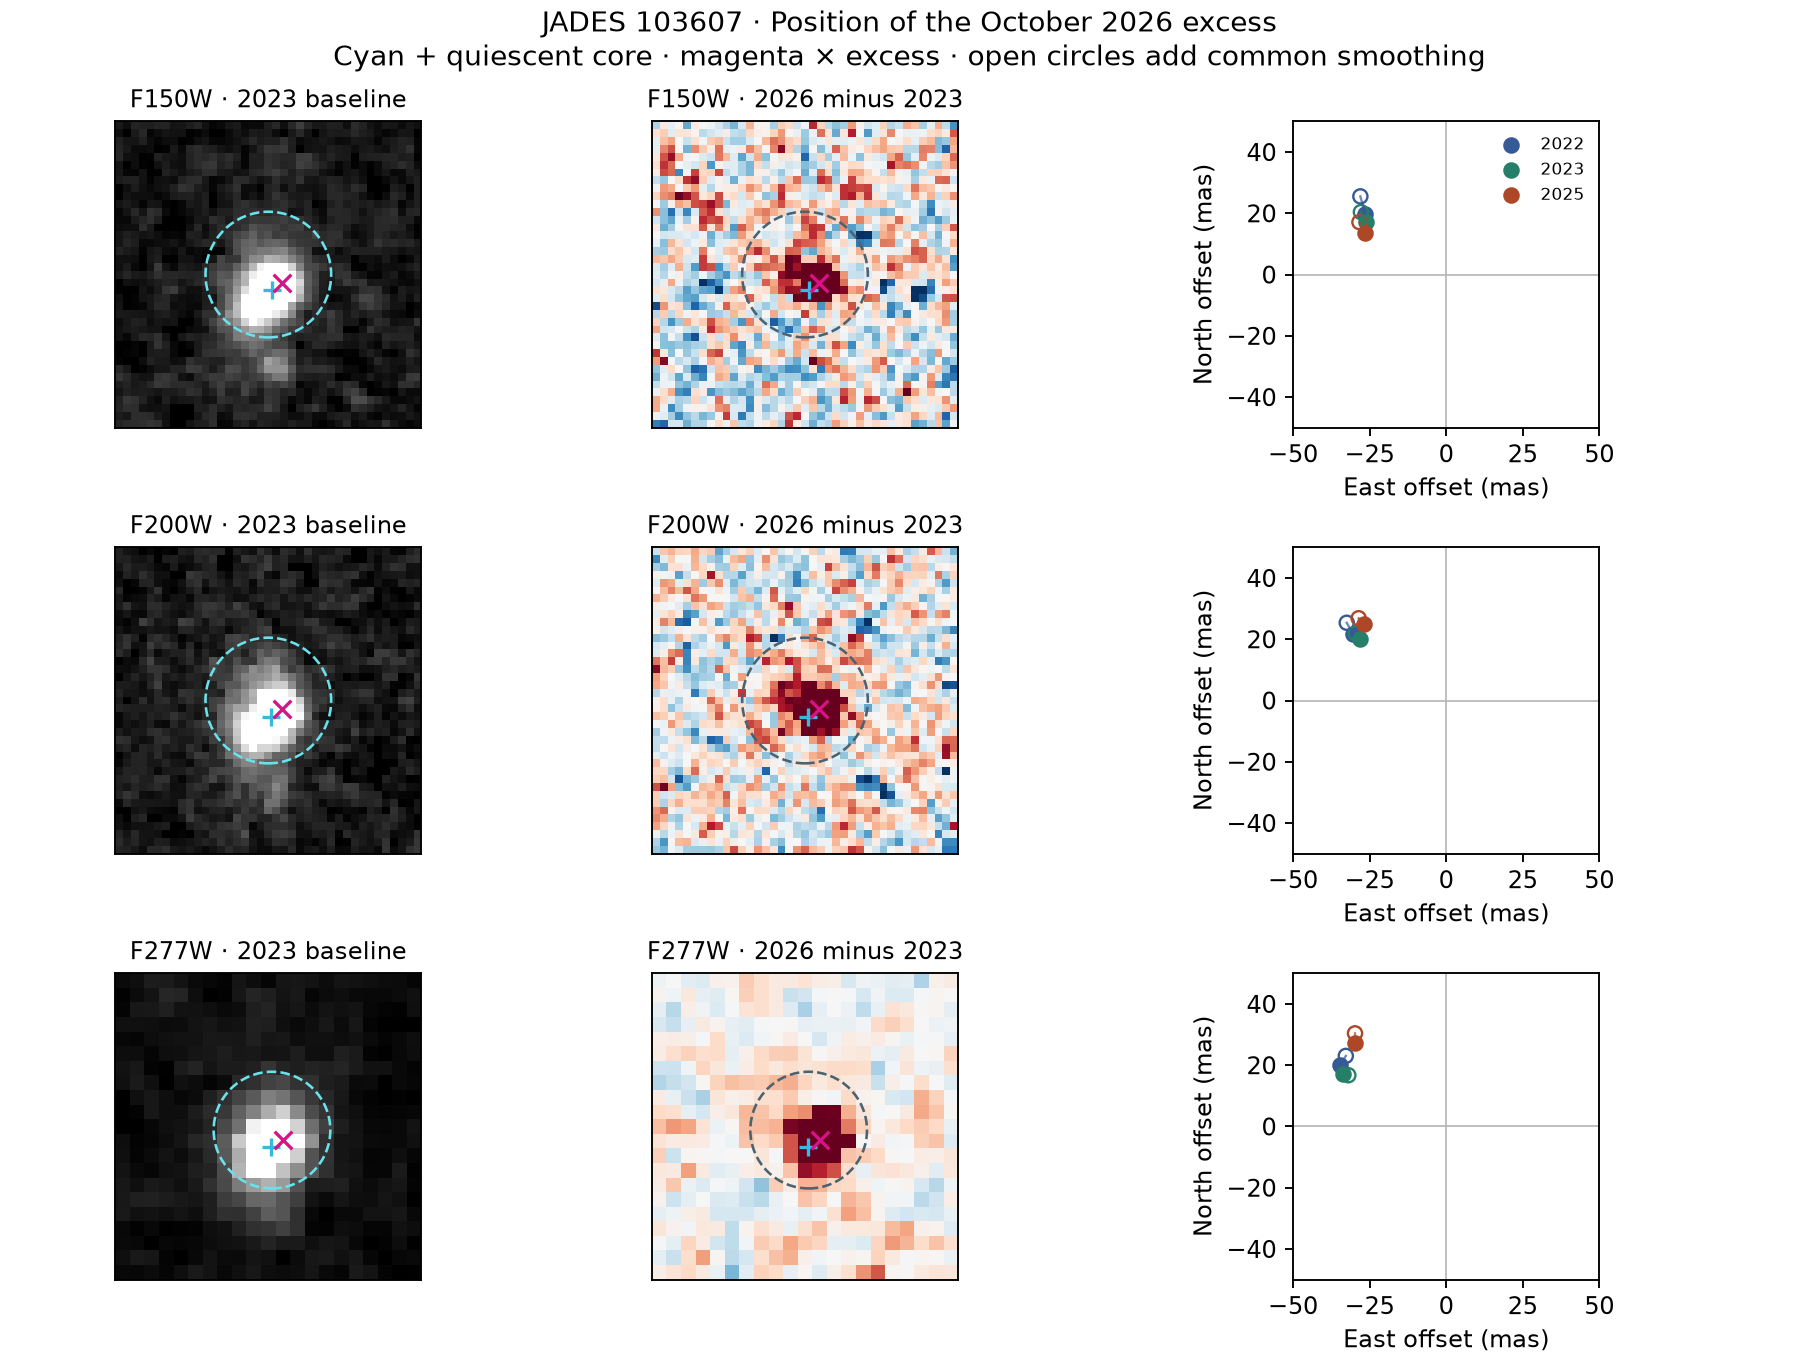 JADES 103607 · Position of the October 2026 excess
Cyan + quiescent core · magenta × excess · open circles add common smoothing
F150W · 2023 baseline
F150W · 2026 minus 2023
2022
2023
2025
40
20
0
−20
−40
North offset (mas)
−50 −25 0 25 50
East offset (mas)
F200W · 2023 baseline
F200W · 2026 minus 2023
40
20
0
−20
−40
North offset (mas)
−50 −25 0 25 50
East offset (mas)
F277W · 2023 baseline
F277W · 2026 minus 2023
40
20
0
−20
−40
North offset (mas)
−50 −25 0 25 50
East offset (mas)